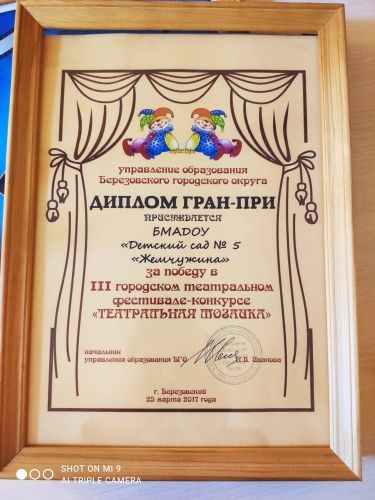 управление образования
Березовского городского округа
ДИПЛОМ ГРАН-ПРИ
ПРИСУЖДАЕТСЯ
БМАДОУ
«Детский сад № 5
«Жемчужина»
за победу в
III городском театральном
фестивале-конкурсе
«ТЕАТРАЛЬНАЯ МОЗАИКА»
начальник
управления образования БГО Н.В. Иванова
г. Березовский
25 марта 2017 года
SHOT ON MI 9
AI TRIPLE CAMERA